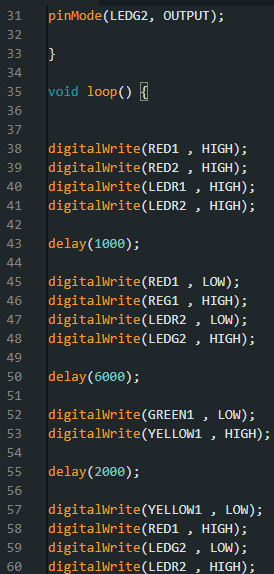 31 pinMode(LEDG2, OUTPUT);
32
33 }
34
35 void loop() {
36
37
38 digitalWrite(RED1 , HIGH);
39 digitalWrite(RED2 , HIGH);
40 digitalWrite(LEDR1 , HIGH);
41 digitalWrite(LEDR2 , HIGH);
42
43 delay(1000);
44
45 digitalWrite(RED1 , LOW);
46 digitalWrite(REG1 , HIGH);
47 digitalWrite(LEDR2 , LOW);
48 digitalWrite(LEDG2 , HIGH);
49
50 delay(6000);
51
52 digitalWrite(GREEN1 , LOW);
53 digitalWrite(YELLOW1 , HIGH);
54
55 delay(2000);
56
57 digitalWrite(YELLOW1 , LOW);
58 digitalWrite(RED1 , HIGH);
59 digitalWrite(LEDG2 , LOW);
60 digitalWrite(LEDR2 , HIGH);